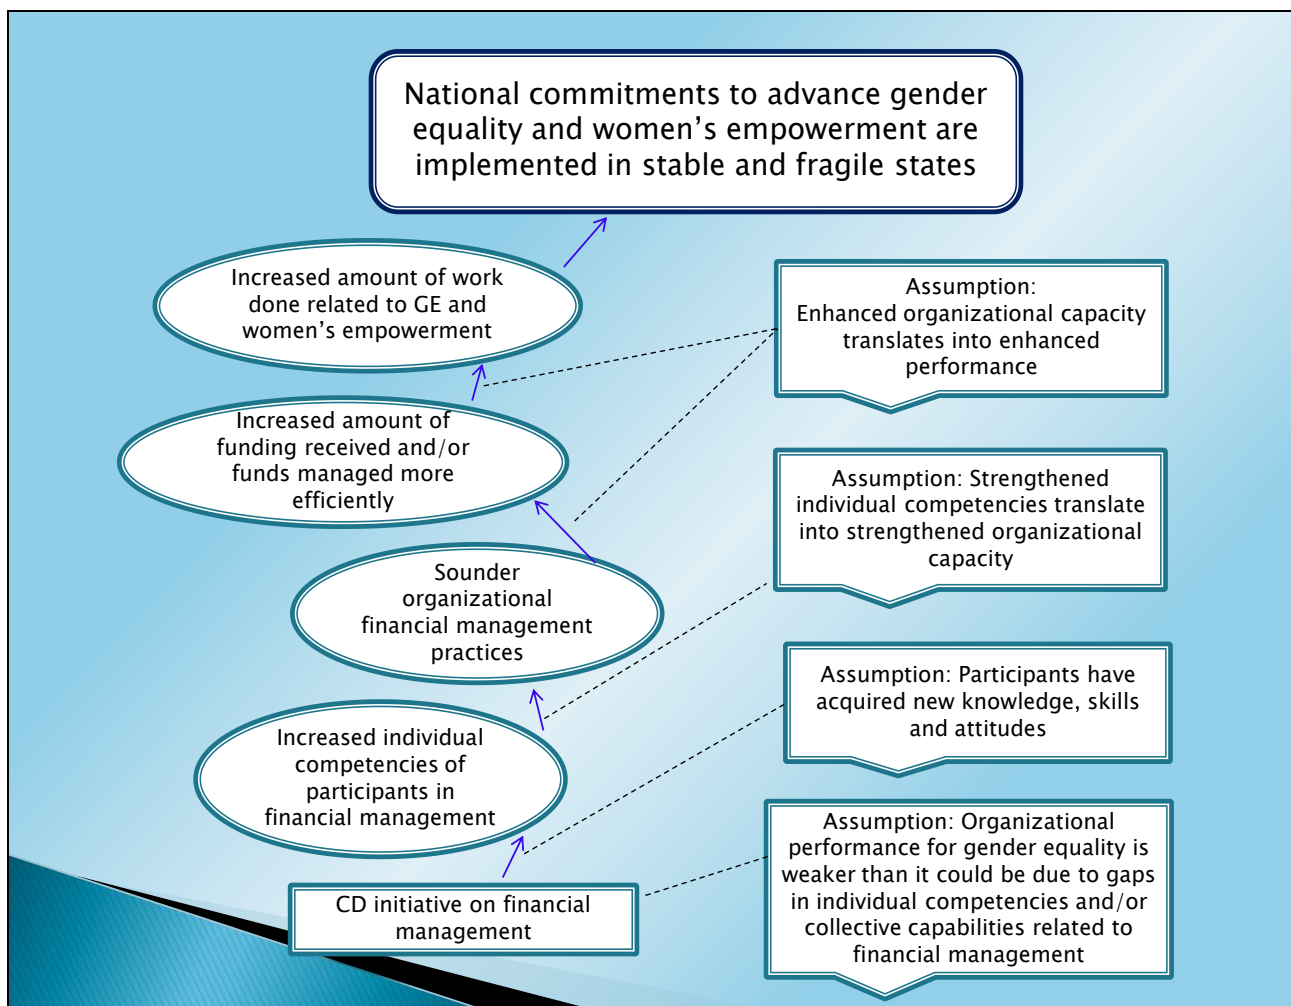 National commitments to advance gender
equality and women’s empowerment are
implemented in stable and fragile states
Increased amount of work
done related to GE and
women’s empowerment
Assumption:
Enhanced organizational capacity
translates into enhanced
performance
Increased amount of
funding received and/or
funds managed more
efficiently
Assumption: Strengthened
individual competencies translate
into strengthened organizational
capacity
Sounder
organizational
financial management
practices
Assumption: Participants have
acquired new knowledge, skills
and attitudes
Increased individual
competencies of
participants in
financial management
Assumption: Organizational
performance for gender equality is
weaker than it could be due to gaps
in individual competencies and/or
collective capabilities related to
financial management
CD initiative on financial
management